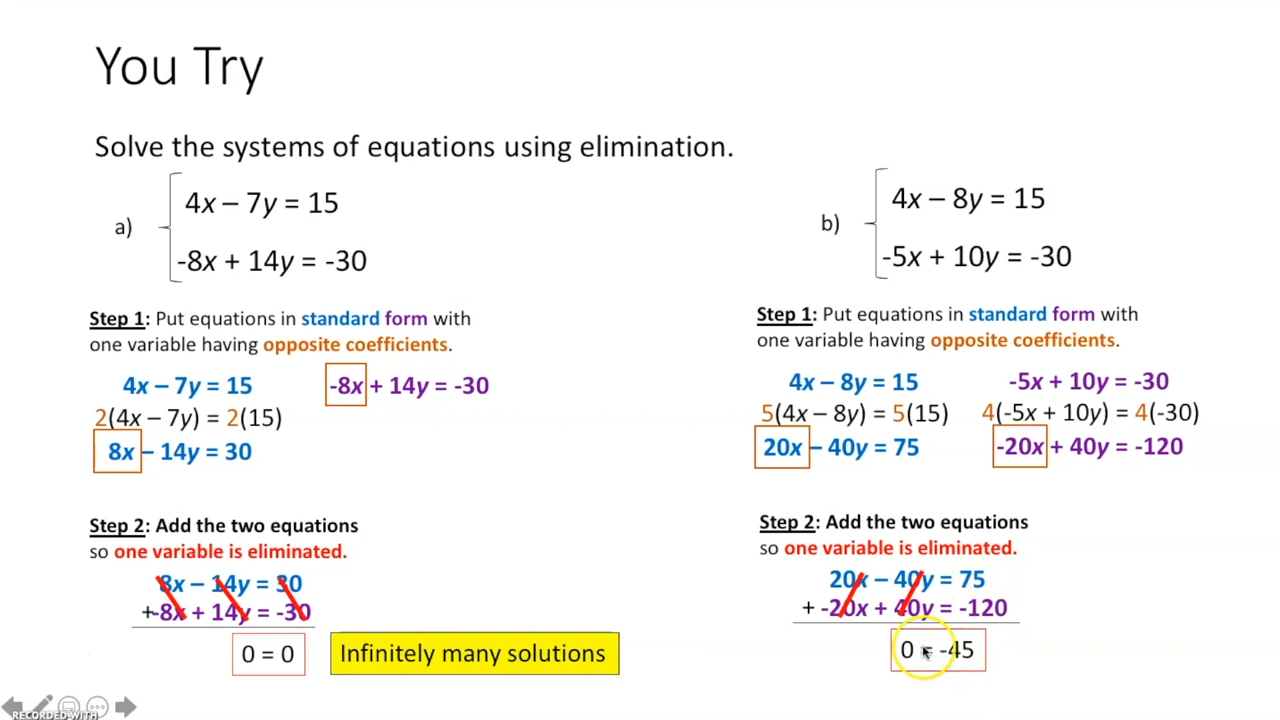 You Try
Solve the systems of equations using elimination.
a)
4x – 7y = 15
-8x + 14y = -30
Step 1: Put equations in standard form with
one variable having opposite coefficients.
4x – 7y = 15
-8x + 14y = -30
2(4x – 7y) = 2(15)
8x – 14y = 30
Step 2: Add the two equations
so one variable is eliminated.
8x – 14y = 30
+ -8x + 14y = -30
0 = 0
Infinitely many solutions
b)
4x – 8y = 15
-5x + 10y = -30
Step 1: Put equations in standard form with
one variable having opposite coefficients.
4x – 8y = 15
-5x + 10y = -30
5(4x – 8y) = 5(15)
4(-5x + 10y) = 4(-30)
20x – 40y = 75
-20x + 40y = -120
Step 2: Add the two equations
so one variable is eliminated.
20x – 40y = 75
+ -20x + 40y = -120
0 = -45
RECORDED WITH